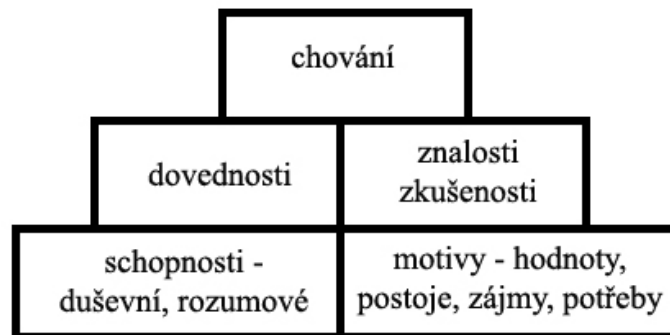 chování
dovednosti
znalosti
zkušenosti
schopnosti -
duševní, rozumové
motivy - hodnoty,
postoje, zájmy, potřeby